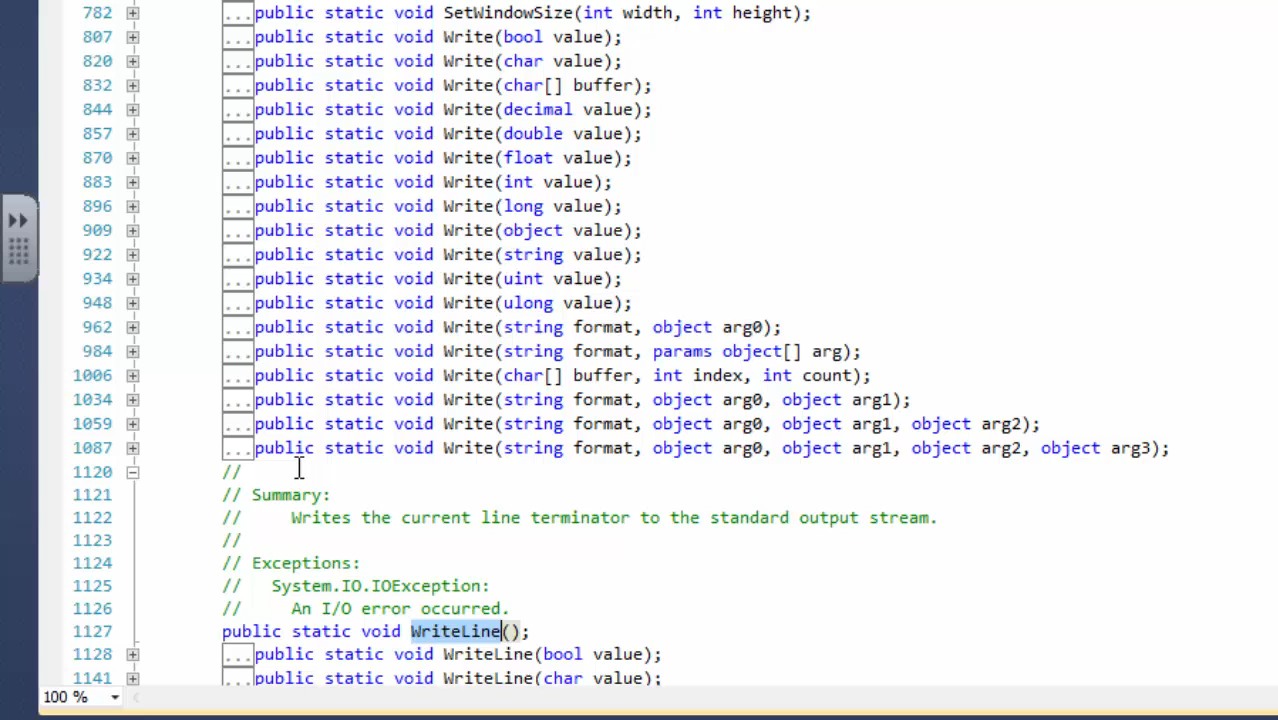 782 ...public static void SetWindowSize(int width, int height);
807 ...public static void Write(bool value);
820 ...public static void Write(char value);
832 ...public static void Write(char[] buffer);
844 ...public static void Write(decimal value);
857 ...public static void Write(double value);
870 ...public static void Write(float value);
883 ...public static void Write(int value);
896 ...public static void Write(long value);
909 ...public static void Write(object value);
922 ...public static void Write(string value);
934 ...public static void Write(uint value);
948 ...public static void Write(ulong value);
962 ...public static void Write(string format, object arg0);
984 ...public static void Write(string format, params object[] arg);
1006 ...public static void Write(char[] buffer, int index, int count);
1034 ...public static void Write(string format, object arg0, object arg1);
1059 ...public static void Write(string format, object arg0, object arg1, object arg2);
1087 ...public static void Write(string format, object arg0, object arg1, object arg2, object arg3);
1120 //
1121 // Summary:
1122 //     Writes the current line terminator to the standard output stream.
1123 //
1124 // Exceptions:
1125 //   System.IO.IOException:
1126 //     An I/O error occurred.
1127 public static void WriteLine();
1128 ...public static void WriteLine(bool value);
1141 ...public static void WriteLine(char value);
100 %